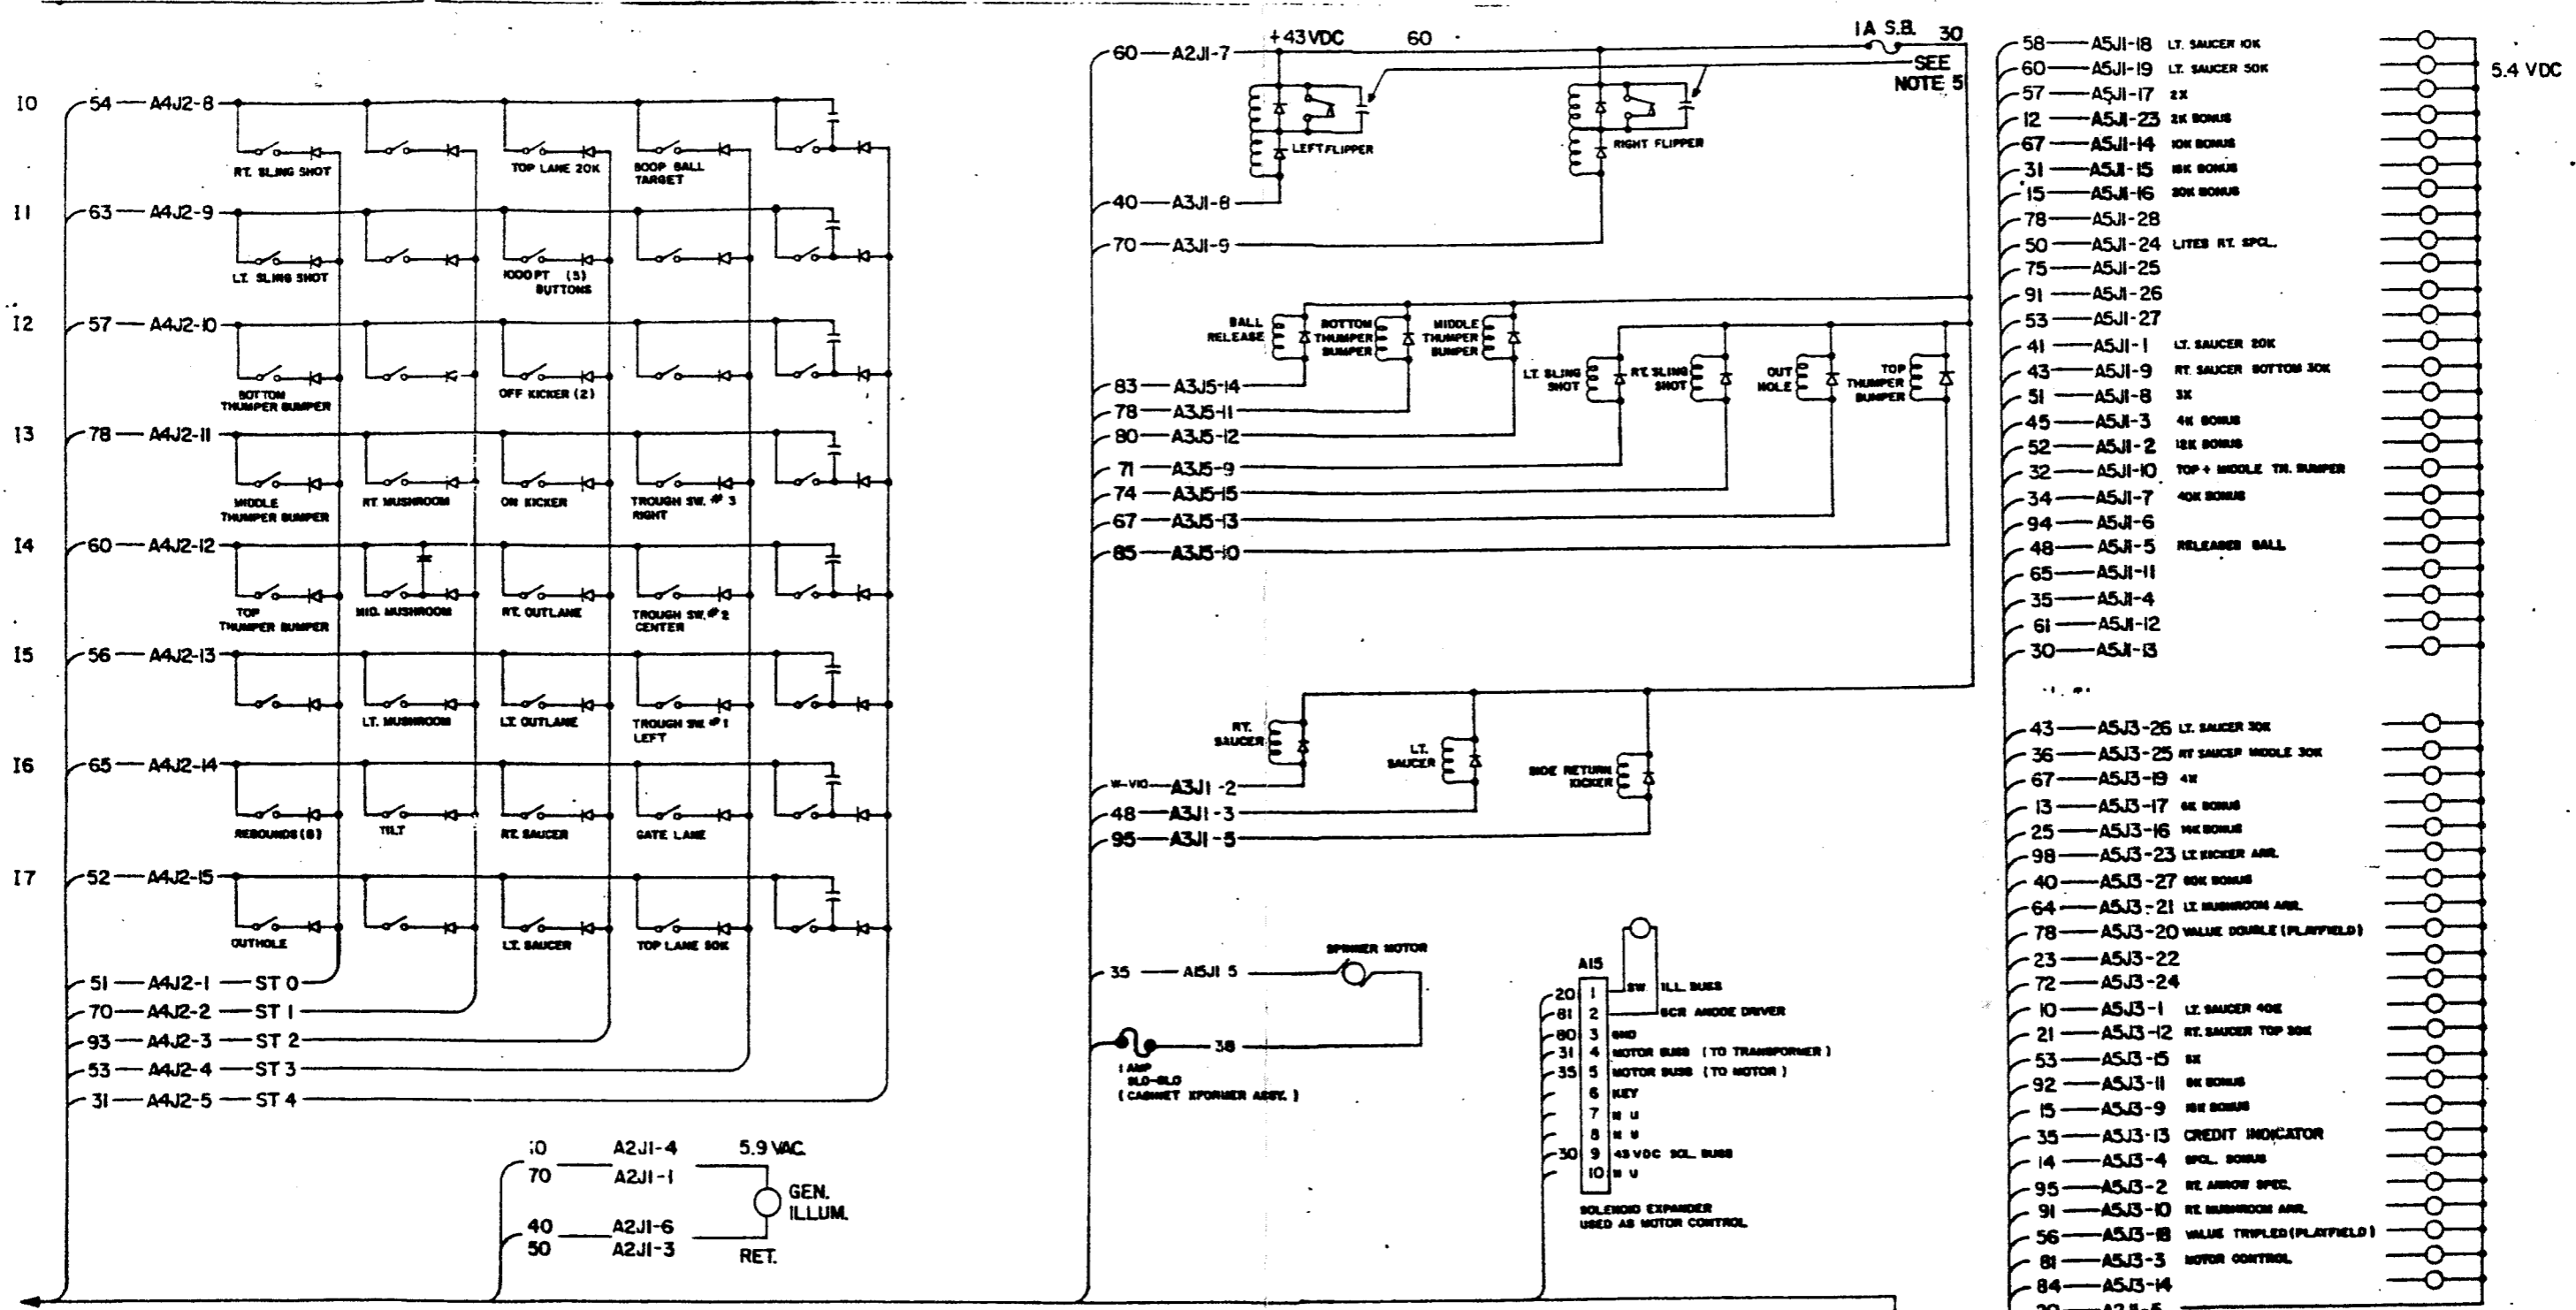 I0 54 A4J2-8
RT. SLING SHOT
TOP LANE 20K
BOOP BALL
TARGET
I1 63 A4J2-9
LT. SLING SHOT
1000 PT (5)
BUTTONS
I2 57 A4J2-10
BOTTOM
THUMPER BUMPER
OFF KICKER (2)
I3 78 A4J2-11
MIDDLE
THUMPER BUMPER
RT. MUSHROOM
ON KICKER
TROUGH SW. #3
RIGHT
I4 60 A4J2-12
TOP
THUMPER BUMPER
MID. MUSHROOM
RT. OUTLANE
TROUGH SW. #2
CENTER
I5 56 A4J2-13
LT. MUSHROOM
LT. OUTLANE
TROUGH SW. #1
LEFT
I6 65 A4J2-14
REBOUNDS (8)
TILT
RT. SAUCER
GATE LANE
I7 52 A4J2-15
OUTHOLE
LT. SAUCER
TOP LANE 50K
51 A4J2-1 ST 0
70 A4J2-2 ST 1
93 A4J2-3 ST 2
53 A4J2-4 ST 3
31 A4J2-5 ST 4
10 A2J1-4 5.9 VAC.
70 A2J1-1
GEN.
ILLUM.
40 A2J1-6
50 A2J1-3
RET.
60 A2J1-7 +43 VDC 60 1A S.B. 30
SEE
NOTE 5
LEFT FLIPPER
RIGHT FLIPPER
40 A3J1-8
70 A3J1-9
BALL
RELEASE
BOTTOM
THUMPER
BUMPER
MIDDLE
THUMPER
BUMPER
LT. SLING
SHOT
RT. SLING
SHOT
OUT
HOLE
TOP
THUMPER
BUMPER
83 A3J5-14
78 A3J5-11
80 A3J5-12
71 A3J5-9
74 A3J5-15
67 A3J5-13
85 A3J5-10
RT.
SAUCER
LT.
SAUCER
SIDE RETURN
KICKER
W-VIO A3J1-2
48 A3J1-3
95 A3J1-5
SPINNER MOTOR
35 A15J1 5
38
1 AMP
SLO-BLO
(CABINET XFORMER ASSY.)
A15
20 1 SW. ILL. BUSS
81 2 SCR ANODE DRIVER
80 3 GND
31 4 MOTOR BUSS (TO TRANSFORMER)
35 5 MOTOR BUSS (TO MOTOR)
6 KEY
7 N U
8 N U
30 9 43 VDC SOL. BUSS
10 N U
SOLENOID EXPANDER
USED AS MOTOR CONTROL
5.4 VDC
58 A5J1-18 LT. SAUCER 10K
60 A5J1-19 LT. SAUCER 50K
57 A5J1-17 2X
12 A5J1-23 2K BONUS
67 A5J1-14 10K BONUS
31 A5J1-15 18K BONUS
15 A5J1-16 20K BONUS
78 A5J1-28
50 A5J1-24 LITES RT. SPCL.
75 A5J1-25
91 A5J1-26
53 A5J1-27
41 A5J1-1 LT. SAUCER 20K
43 A5J1-9 RT. SAUCER BOTTOM 30K
51 A5J1-8 3X
45 A5J1-3 4K BONUS
52 A5J1-2 12K BONUS
32 A5J1-10 TOP + MIDDLE TH. BUMPER
34 A5J1-7 40K BONUS
94 A5J1-6
48 A5J1-5 RELEASES BALL
65 A5J1-11
35 A5J1-4
61 A5J1-12
30 A5J1-13
43 A5J3-26 LT. SAUCER 30K
36 A5J3-25 RT SAUCER MIDDLE 30K
67 A5J3-19 4X
13 A5J3-17 6K BONUS
25 A5J3-16 14K BONUS
98 A5J3-23 LT. KICKER ARR.
40 A5J3-27 60K BONUS
64 A5J3-21 LT. MUSHROOM ARR.
78 A5J3-20 VALUE DOUBLE (PLAYFIELD)
23 A5J3-22
72 A5J3-24
10 A5J3-1 LT. SAUCER 40K
21 A5J3-12 RT. SAUCER TOP 30K
53 A5J3-15 5X
92 A5J3-11 8K BONUS
15 A5J3-9 BONUS
35 A5J3-13 CREDIT INDICATOR
14 A5J3-4 SPCL. BONUS
95 A5J3-2 RT. ARROW SPEC.
91 A5J3-10 RT. MUSHROOM ARR.
56 A5J3-18 VALUE TRIPLED (PLAYFIELD)
81 A5J3-3 MOTOR CONTROL
84 A5J3-14